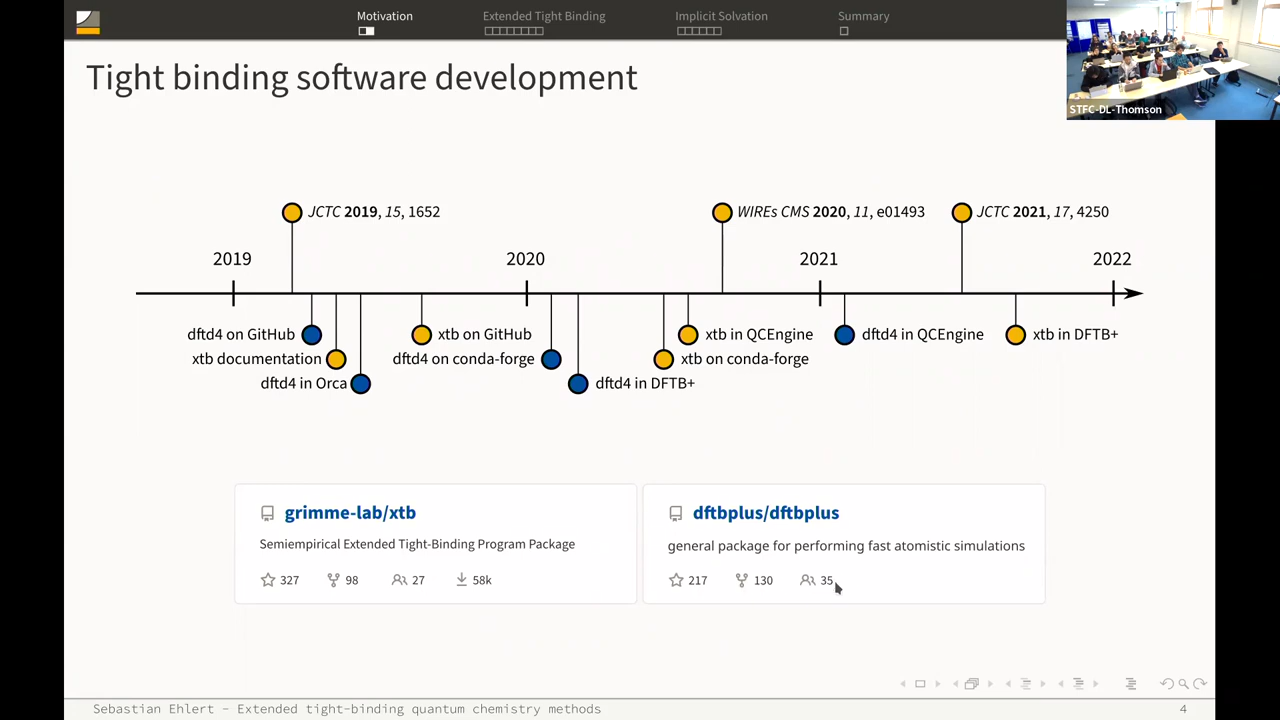 Motivation
Extended Tight Binding
Implicit Solvation
Summary
STFC-DL-Thomson
Tight binding software development
JCTC 2019, 15, 1652
WIREs CMS 2020, 11, e01493
JCTC 2021, 17, 4250
2019
2020
2021
2022
dftd4 on GitHub
xtb on GitHub
xtb in QCEngine
dftd4 in QCEngine
xtb in DFTB+
xtb documentation
dftd4 on conda-forge
xtb on conda-forge
dftd4 in Orca
dftd4 in DFTB+
grimme-lab/xtb
Semiempirical Extended Tight-Binding Program Package
327 98 27 58k
dftbplus/dftbplus
general package for performing fast atomistic simulations
217 130 35
Sebastian Ehlert – Extended tight-binding quantum chemistry methods
4